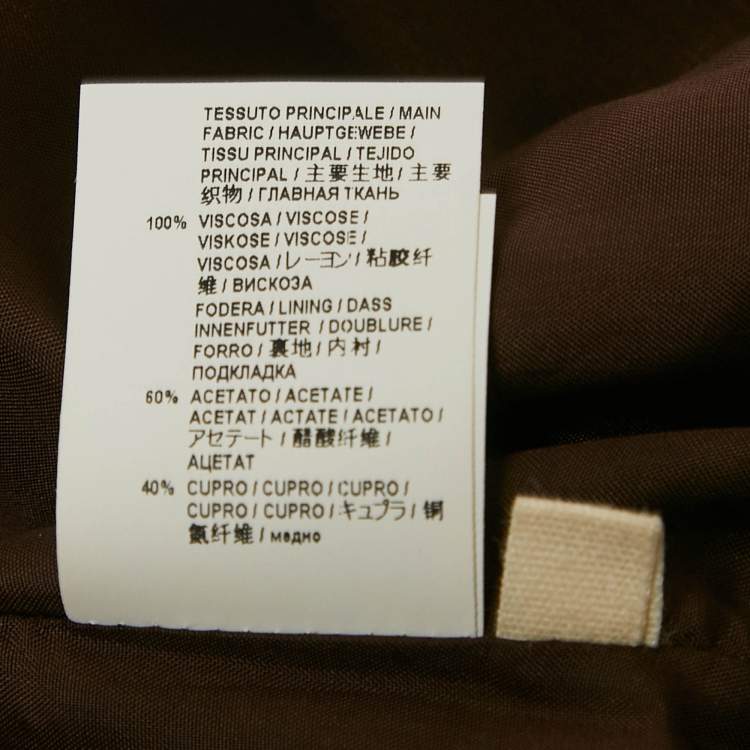 TESSUTO PRINCIPALE / MAIN
FABRIC / HAUPTGEWEBE /
TISSU PRINCIPAL / TEJIDO
PRINCIPAL / 主要生地 / 主要
织物 / ГЛАВНАЯ ТКАНЬ
100% VISCOSA / VISCOSE /
VISKOSE / VISCOSE /
VISCOSA / レーヨン / 粘胶纤
维 / ВИСКОЗА
FODERA / LINING / DASS
INNENFUTTER / DOUBLURE /
FORRO / 裏地 / 内衬 /
ПОДКЛАДКА
60% ACETATO / ACETATE /
ACETAT / ACTATE / ACETATO /
アセテート / 醋酸纤维 /
АЦЕТАТ
40% CUPRO / CUPRO / CUPRO /
CUPRO / CUPRO / キュプラ / 铜
氨纤维 / медно